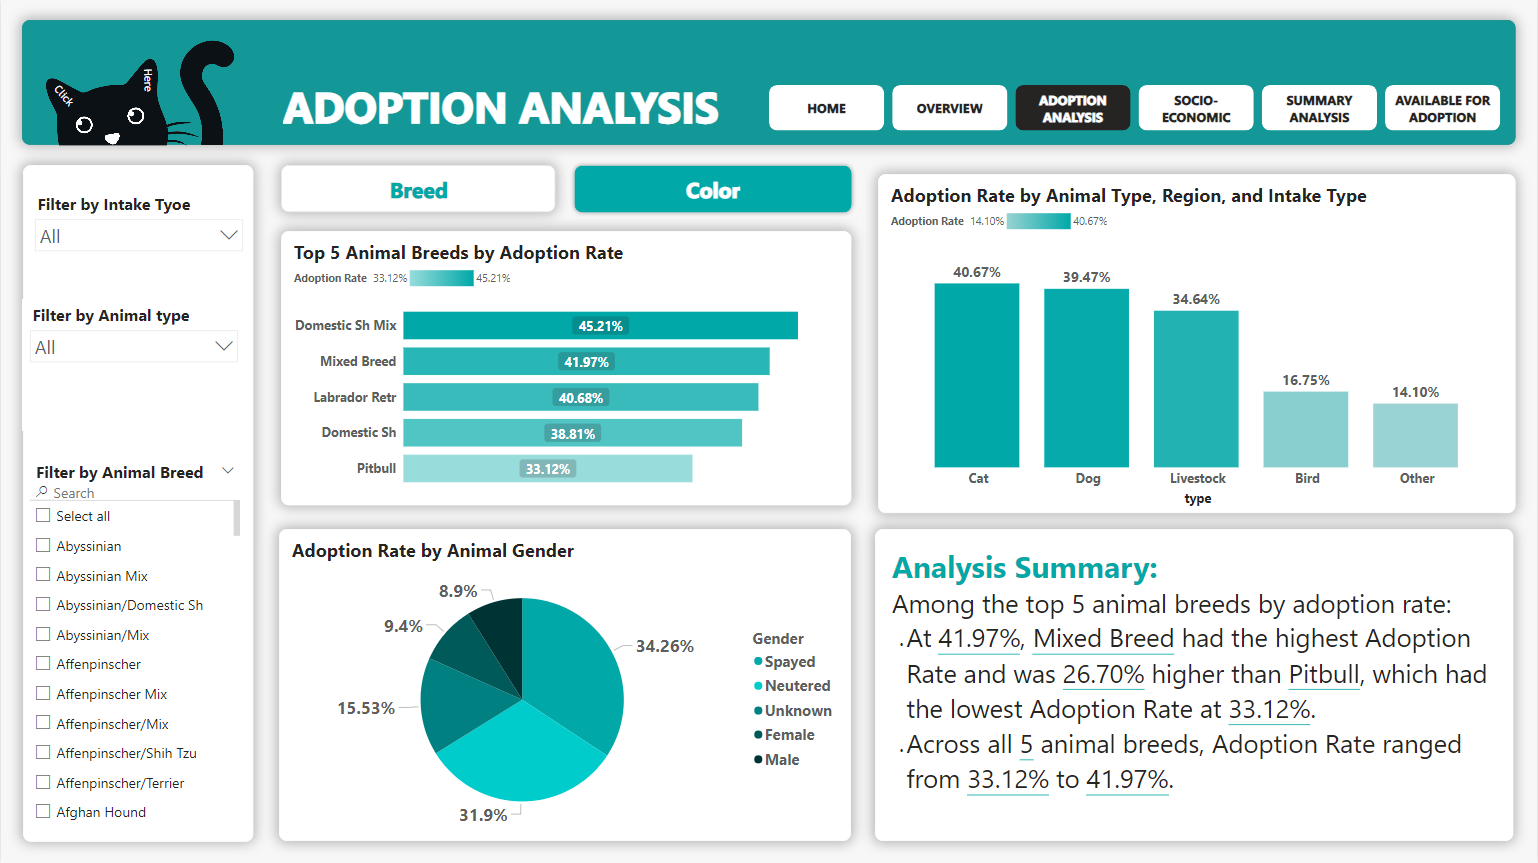 Click
Here
ADOPTION ANALYSIS
HOME
OVERVIEW
ADOPTION
ANALYSIS
SOCIO-
ECONOMIC
SUMMARY
ANALYSIS
AVAILABLE FOR
ADOPTION
Filter by Intake Tyoe
All
Filter by Animal type
All
Filter by Animal Breed
Search
Select all
Abyssinian
Abyssinian Mix
Abyssinian/Domestic Sh
Abyssinian/Mix
Affenpinscher
Affenpinscher Mix
Affenpinscher/Mix
Affenpinscher/Shih Tzu
Affenpinscher/Terrier
Afghan Hound
Breed
Color
Top 5 Animal Breeds by Adoption Rate
Adoption Rate 33.12% 45.21%
Domestic Sh Mix 45.21%
Mixed Breed 41.97%
Labrador Retr 40.68%
Domestic Sh 38.81%
Pitbull 33.12%
Adoption Rate by Animal Type, Region, and Intake Type
Adoption Rate 14.10% 40.67%
40.67%
39.47%
34.64%
16.75%
14.10%
Cat Dog Livestock Bird Other
type
Adoption Rate by Animal Gender
8.9%
9.4%
34.26%
15.53%
31.9%
Gender
Spayed
Neutered
Unknown
Female
Male
Analysis Summary:
Among the top 5 animal breeds by adoption rate:
.At 41.97%, Mixed Breed had the highest Adoption
Rate and was 26.70% higher than Pitbull, which had
the lowest Adoption Rate at 33.12%.
.Across all 5 animal breeds, Adoption Rate ranged
from 33.12% to 41.97%.